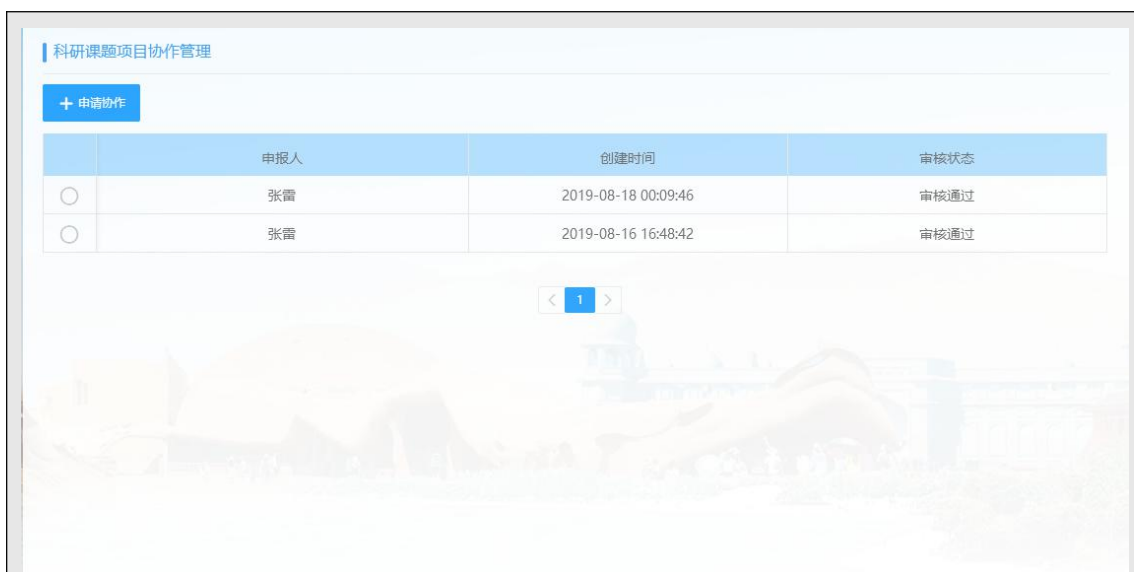 科研课题项目协作管理
+ 申请协作
申报人 创建时间 审核状态
张雷 2019-08-18 00:09:46 审核通过
张雷 2019-08-16 16:48:42 审核通过
< 1 >